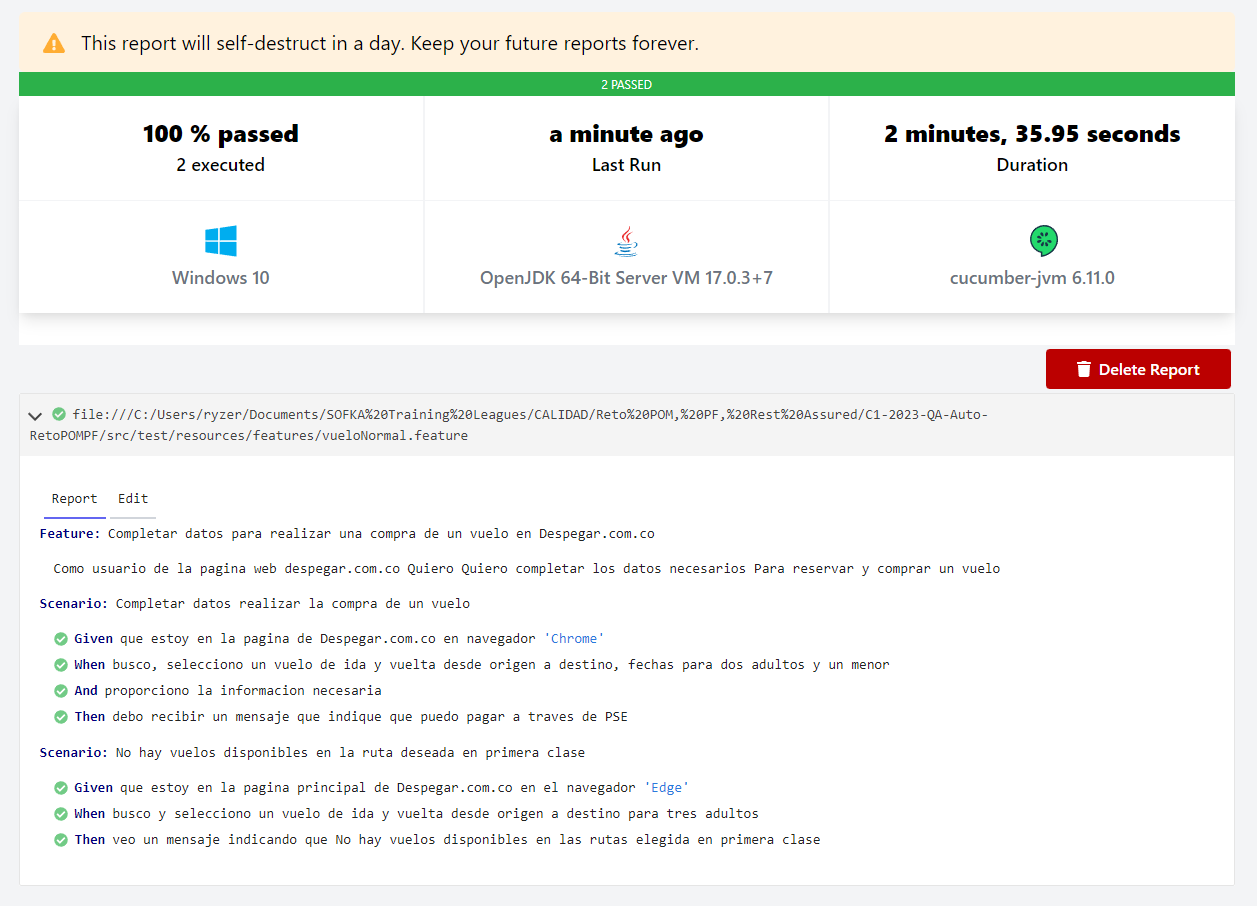 This report will self-destruct in a day. Keep your future reports forever.
2 PASSED
100 % passed
2 executed
a minute ago
Last Run
2 minutes, 35.95 seconds
Duration
Windows 10
OpenJDK 64-Bit Server VM 17.0.3+7
cucumber-jvm 6.11.0
Delete Report
file:///C:/Users/ryzer/Documents/SOFKA%20Training%20Leagues/CALIDAD/Reto%20POM,%20PF,%20Rest%20Assured/C1-2023-QA-Auto-
RetoPOMPF/src/test/resources/features/vueloNormal.feature
Report Edit
Feature: Completar datos para realizar una compra de un vuelo en Despegar.com.co
Como usuario de la pagina web despegar.com.co Quiero Quiero completar los datos necesarios Para reservar y comprar un vuelo
Scenario: Completar datos realizar la compra de un vuelo
Given que estoy en la pagina de Despegar.com.co en navegador 'Chrome'
When busco, selecciono un vuelo de ida y vuelta desde origen a destino, fechas para dos adultos y un menor
And proporciono la informacion necesaria
Then debo recibir un mensaje que indique que puedo pagar a traves de PSE
Scenario: No hay vuelos disponibles en la ruta deseada en primera clase
Given que estoy en la pagina principal de Despegar.com.co en el navegador 'Edge'
When busco y selecciono un vuelo de ida y vuelta desde origen a destino para tres adultos
Then veo un mensaje indicando que No hay vuelos disponibles en las rutas elegida en primera clase